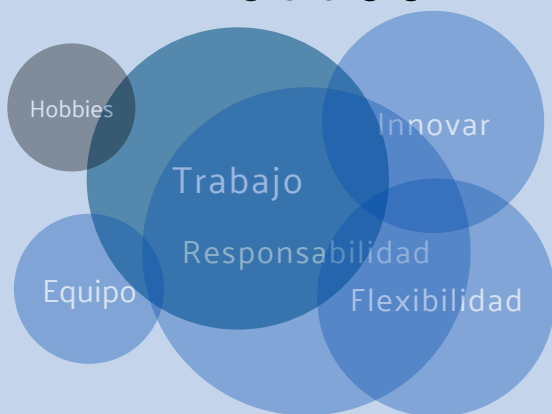 Hobbies
Innovar
Trabajo
Responsabilidad
Equipo
Flexibilidad